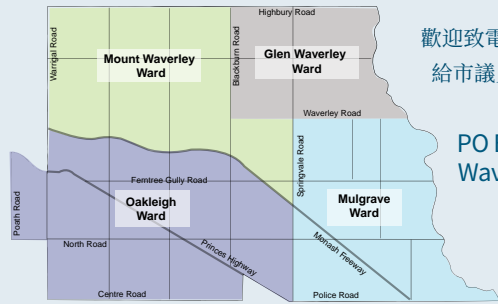 Highbury Road
Warrigal Road
Mount Waverley
Ward
Blackburn Road
Glen Waverley
Ward
歡迎致電
給市議
Waverley Road
PO
Springvale Road
Ferntree Gully Road
Oakleigh
Ward
Mulgrave
Ward
Poath Road
North Road
Princes Highway
Monash Freeway
Centre Road
Police Road